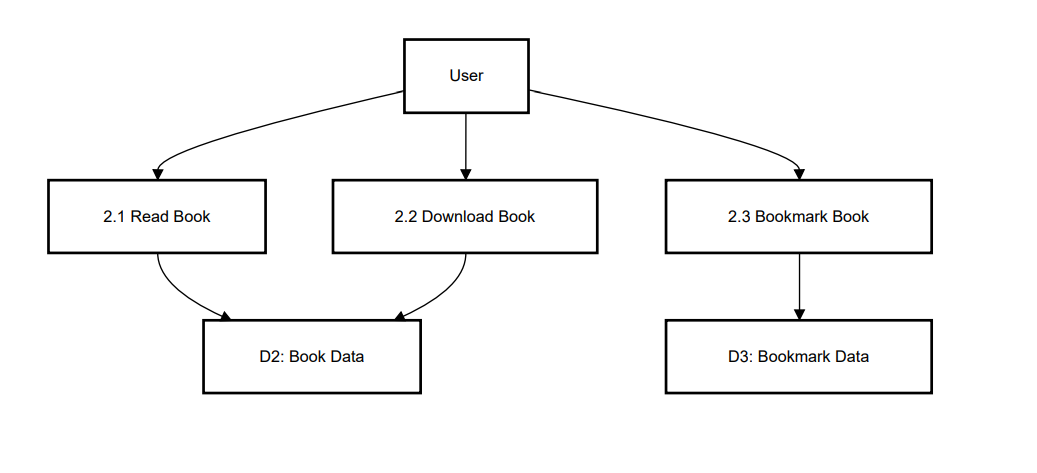 User
2.1 Read Book
2.2 Download Book
2.3 Bookmark Book
D2: Book Data
D3: Bookmark Data